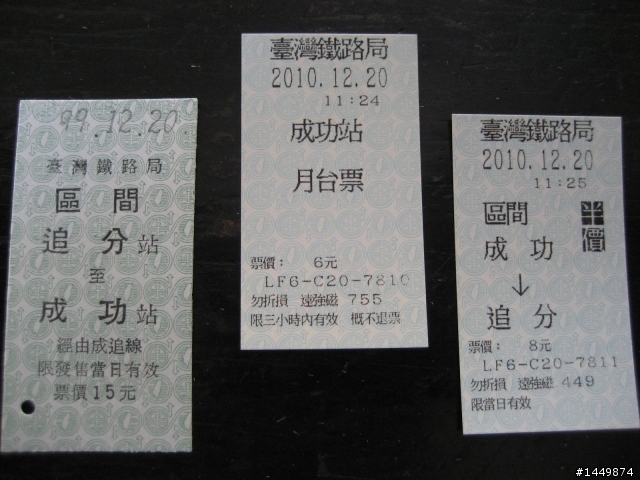 99.12.20.
臺灣鐵路局
區間
追分站
至
成功站
經由成追線
限發售當日有效
票價15元
臺灣鐵路局
2010.12.20
11:24
成功站
月台票
票價： 6元
LF6-C20-7810
勿折損 遠強磁 755
限三小時內有效 概不退票
臺灣鐵路局
2010.12.20
11:25
區間 半價
成功
↓
追分
票價： 8元
LF6-C20-7811
勿折損 遠強磁 449
限當日有效
#1449874